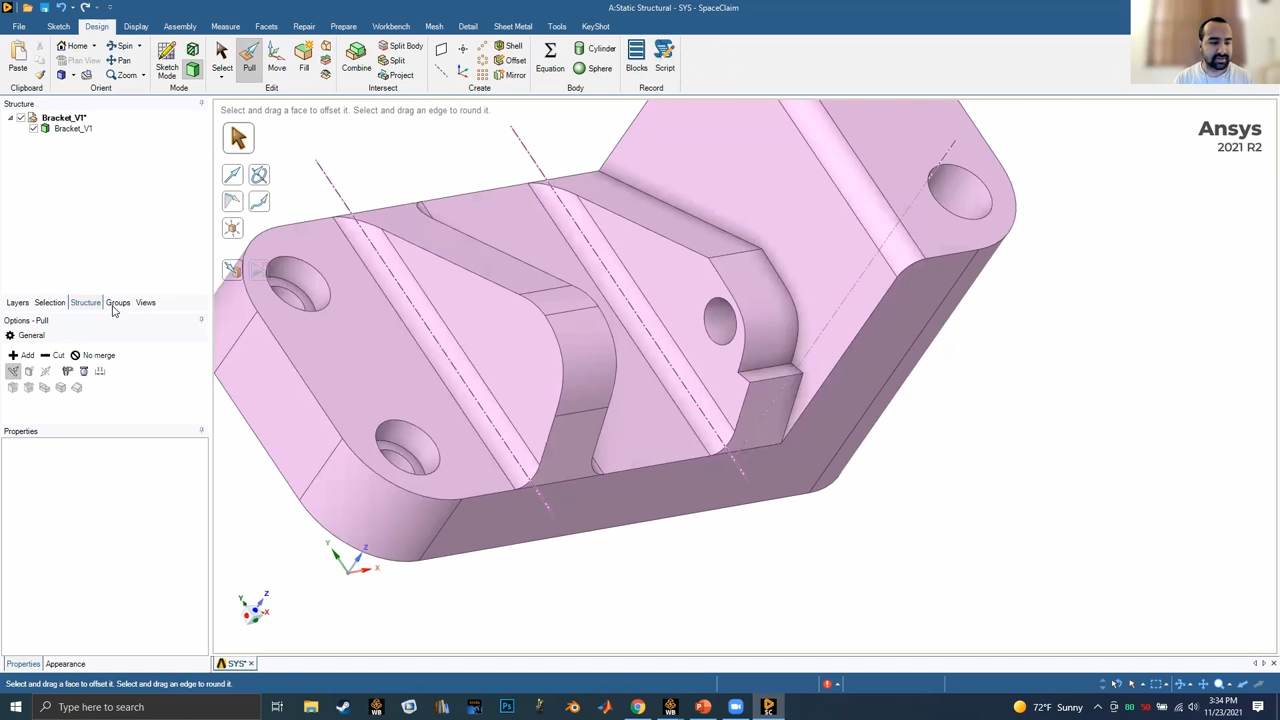 A:Static Structural - SYS - SpaceClaim
File Sketch Design Display Assembly Measure Facets Repair Prepare Workbench Mesh Detail Sheet Metal Tools KeyShot
Home Spin Split Body Shell Cylinder
Plan View Pan Split Offset Sphere
Paste Zoom Sketch Mode Select Pull Move Fill Combine Project Mirror Equation Blocks Script
Clipboard Orient Mode Edit Intersect Create Body Record
Structure
Select and drag a face to offset it. Select and drag an edge to round it.
Bracket_V1*
Bracket_V1
Ansys
2021 R2
Layers Selection Structure Groups Views
Options - Pull
General
Add Cut No merge
Properties
Y Z X
Y Z X
Properties Appearance
SYS*
Select and drag a face to offset it. Select and drag an edge to round it.
Type here to search
72°F Sunny
88 50
3:34 PM
11/23/2021